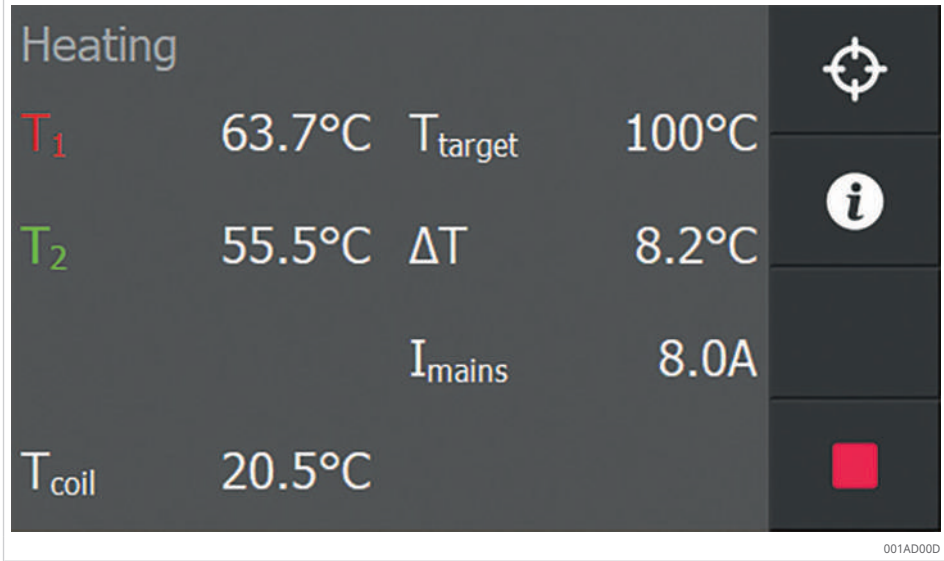 Heating
T1 63.7°C Ttarget 100°C
T2 55.5°C ΔT 8.2°C
Imains 8.0A
Tcoil 20.5°C
i
001AD00D